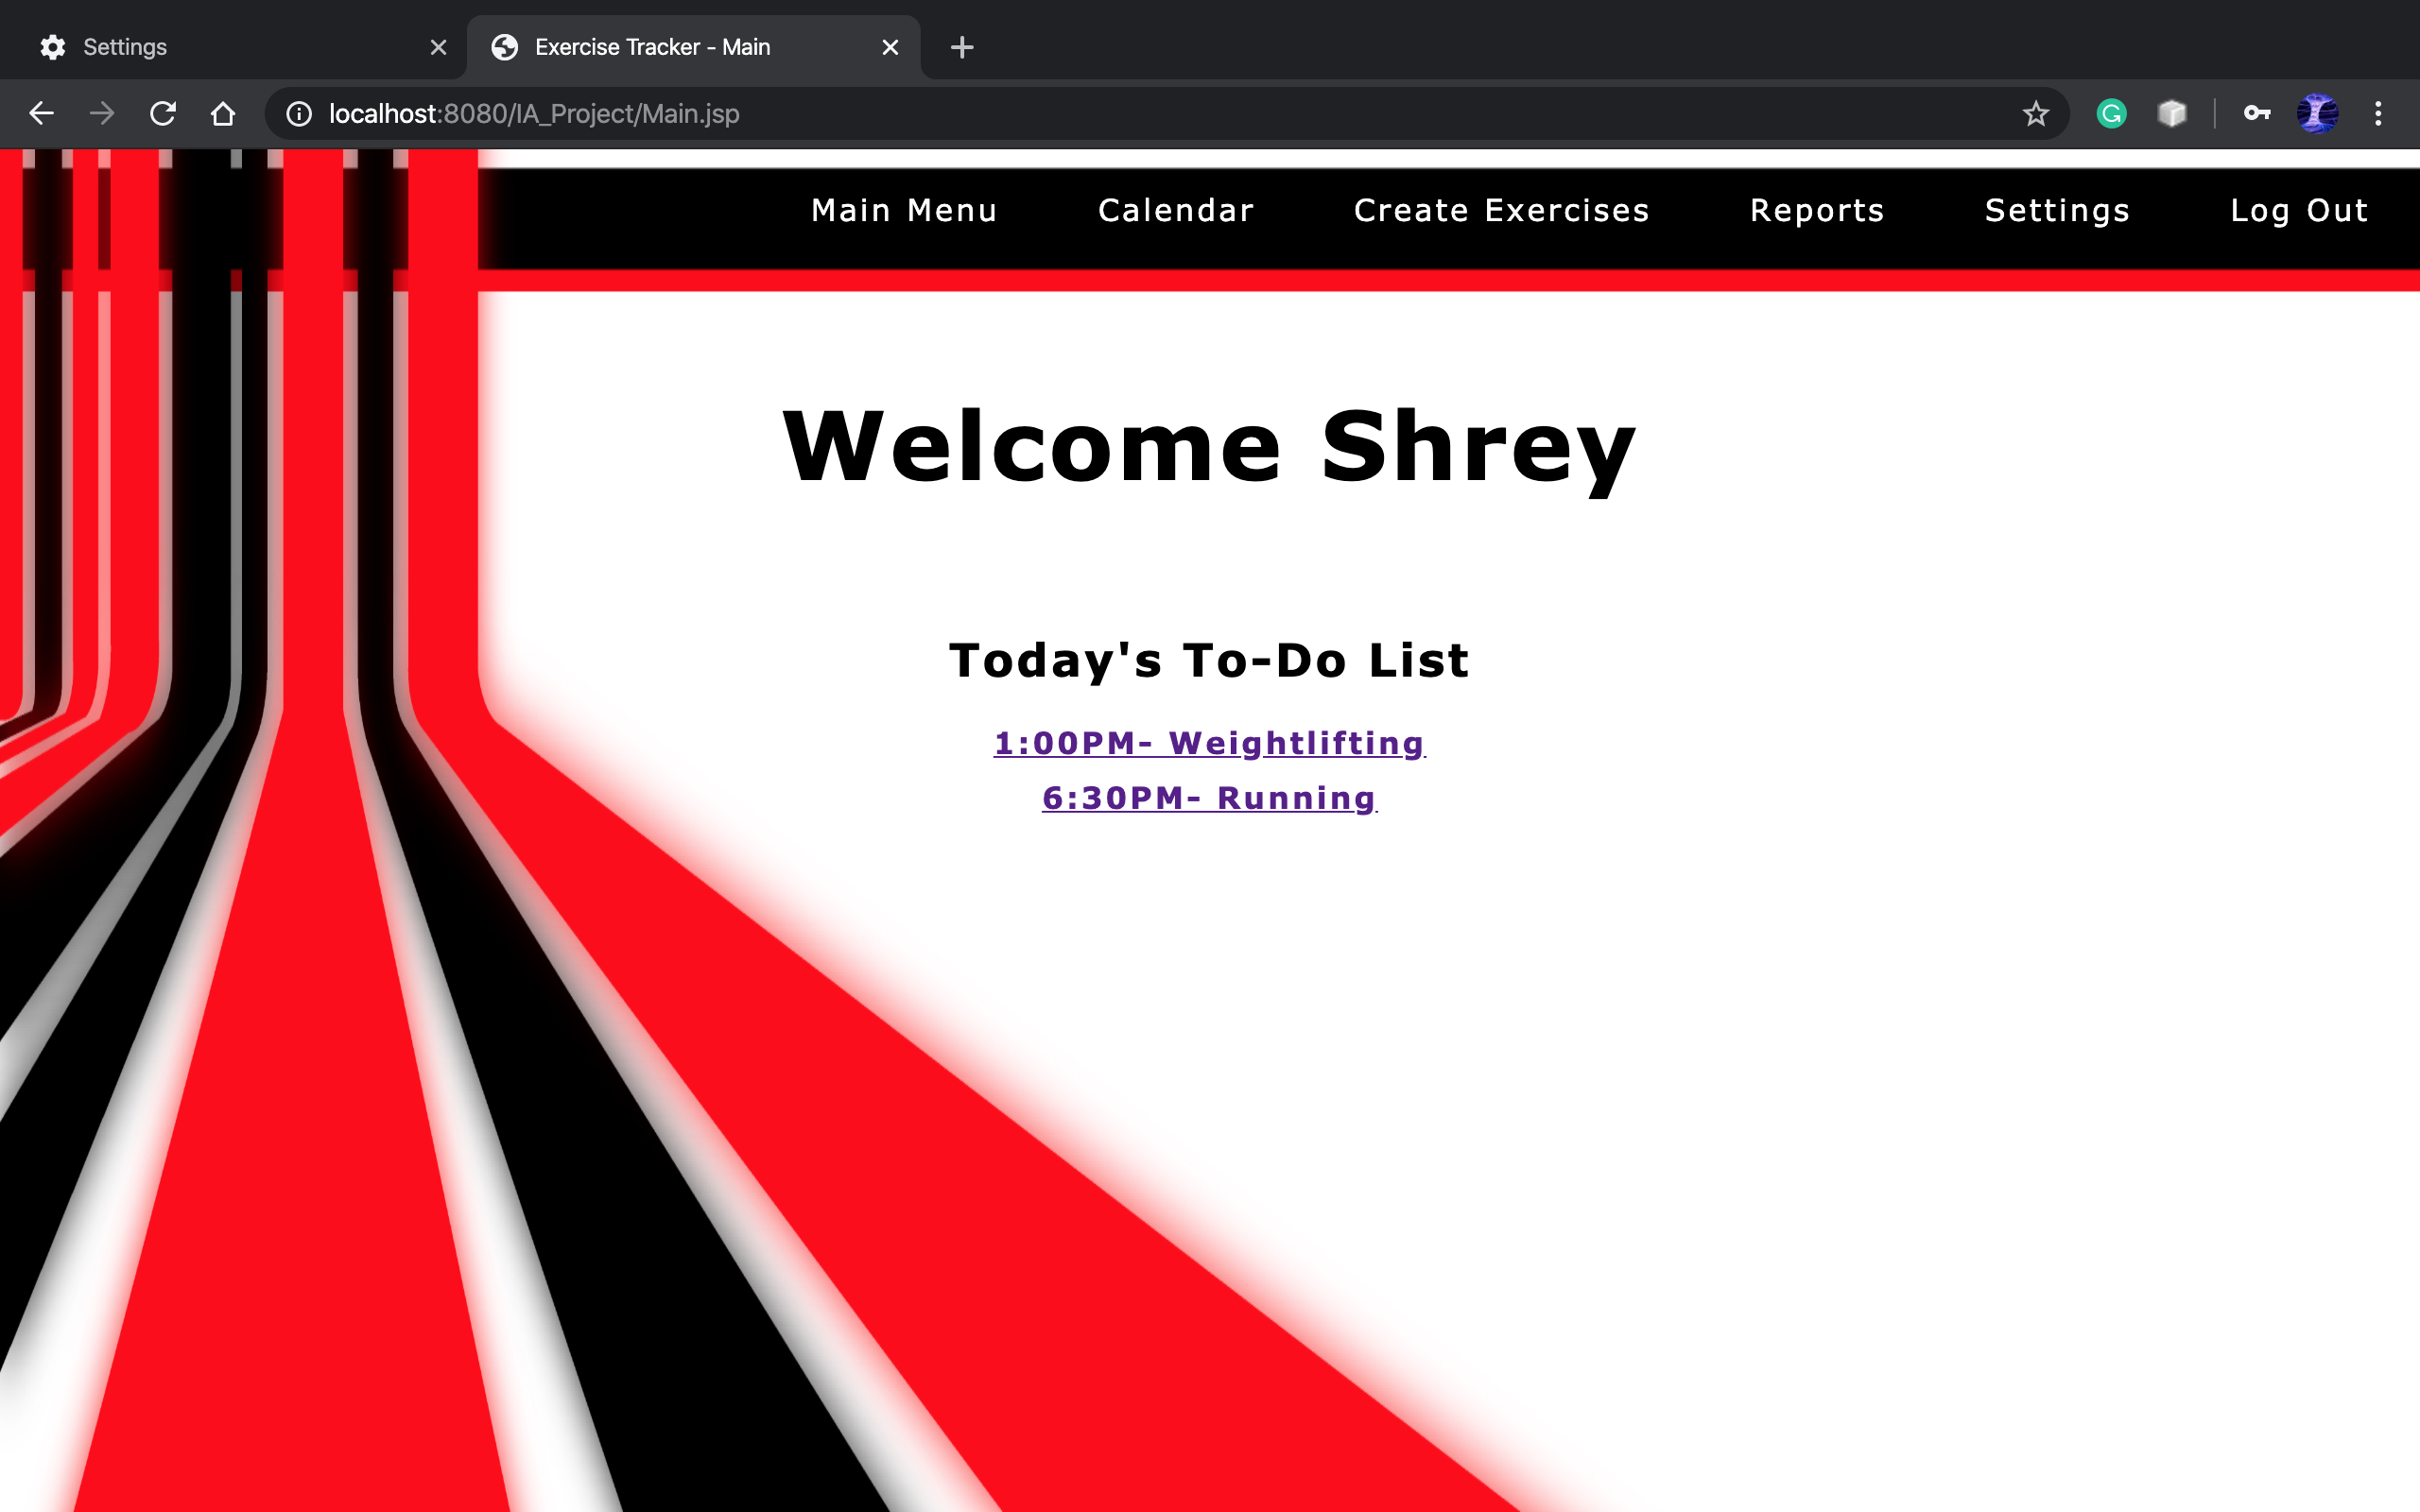 Settings
Exercise Tracker - Main
localhost:8080/IA_Project/Main.jsp
Main Menu
Calendar
Create Exercises
Reports
Settings
Log Out
Welcome Shrey
Today's To-Do List
1:00PM- Weightlifting
6:30PM- Running